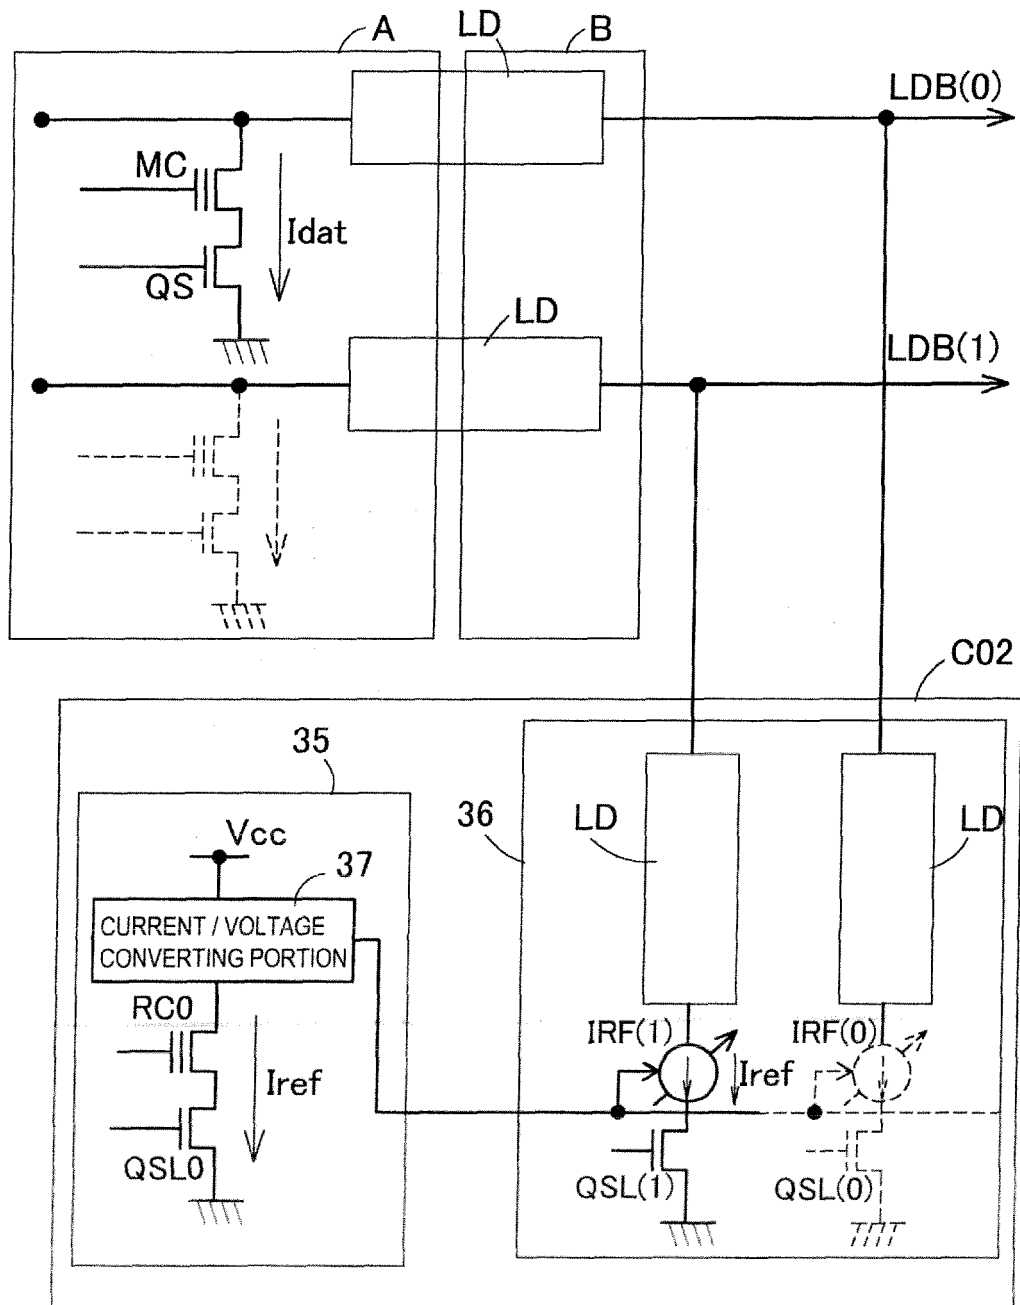 A
LD
B
LDB(0)
MC
Idat
QS
LD
LDB(1)
C02
35
36
LD
LD
Vcc
37
CURRENT / VOLTAGE
CONVERTING PORTION
RC0
IRF(1)
IRF(0)
Iref
Iref
QSL0
QSL(1)
QSL(0)